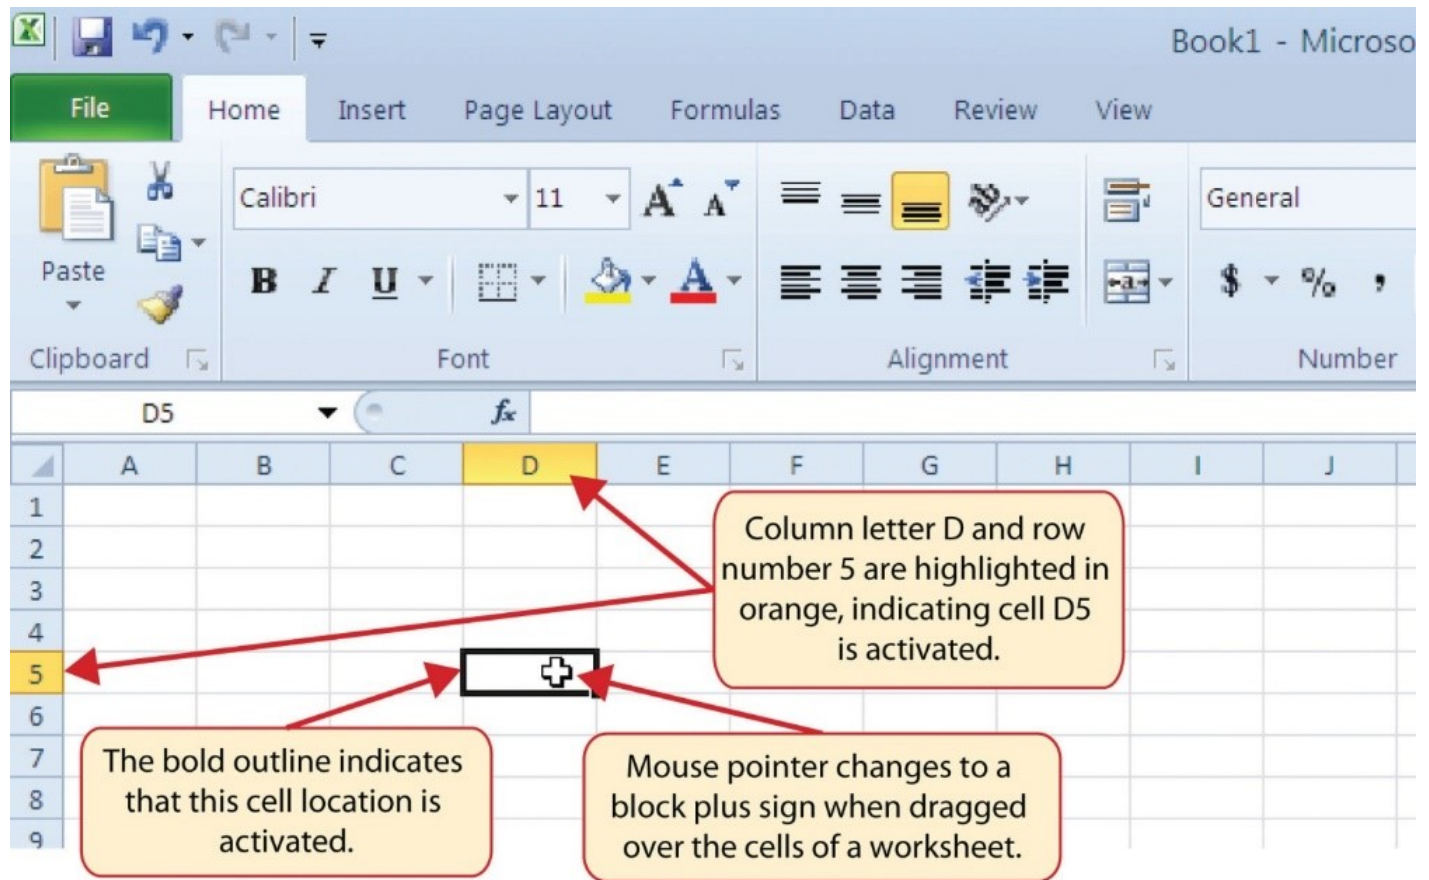 Book1 - Microso
File Home Insert Page Layout Formulas Data Review View
Calibri 11 A A General
Paste B I U A a $ % ,
Clipboard Font Alignment Number
D5 fx
A B C D E F G H I J
1
2
3
4
5
6
7
8
9
Column letter D and row
number 5 are highlighted in
orange, indicating cell D5
is activated.
The bold outline indicates
that this cell location is
activated.
Mouse pointer changes to a
block plus sign when dragged
over the cells of a worksheet.